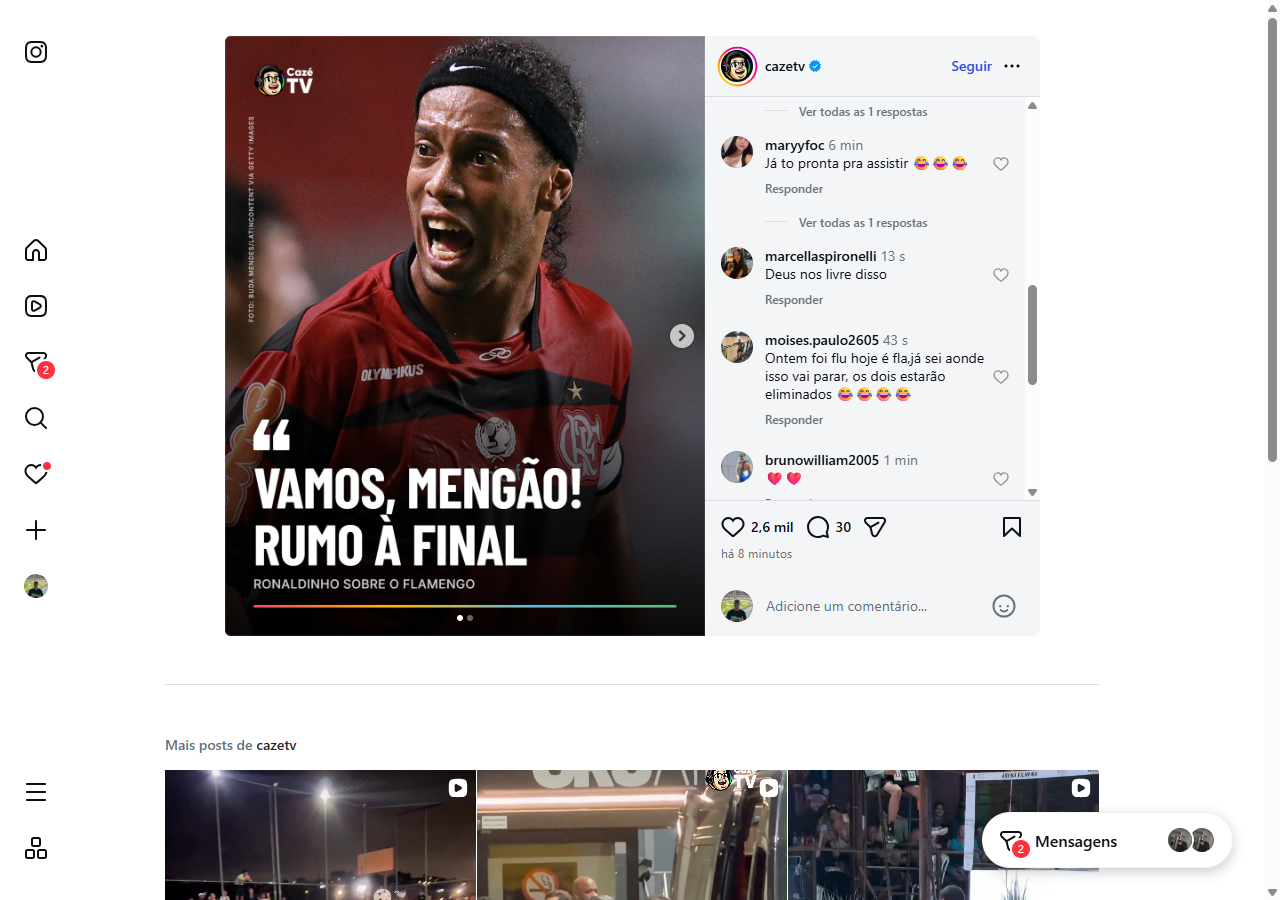 Cazé
TV
FOTO: BUDA MENDES/LATINCONTENT VIA GETTY IMAGES
OLYMPIKUS
“
VAMOS, MENGÃO!
RUMO À FINAL
RONALDINHO SOBRE O FLAMENGO
cazetv
Seguir
Ver todas as 1 respostas
maryyfoc 6 min
Já to pronta pra assistir 😂😂😂
Responder
Ver todas as 1 respostas
marcellaspironelli 13 s
Deus nos livre disso
Responder
moises.paulo2605 43 s
Ontem foi flu hoje é fla,já sei aonde
isso vai parar, os dois estarão
eliminados 😂😂😂😂
Responder
brunowilliam2005 1 min
❤️❤️
2,6 mil
30
há 8 minutos
Adicione um comentário...
2
Mais posts de cazetv
TV
ARENA VILHENA
2
Mensagens